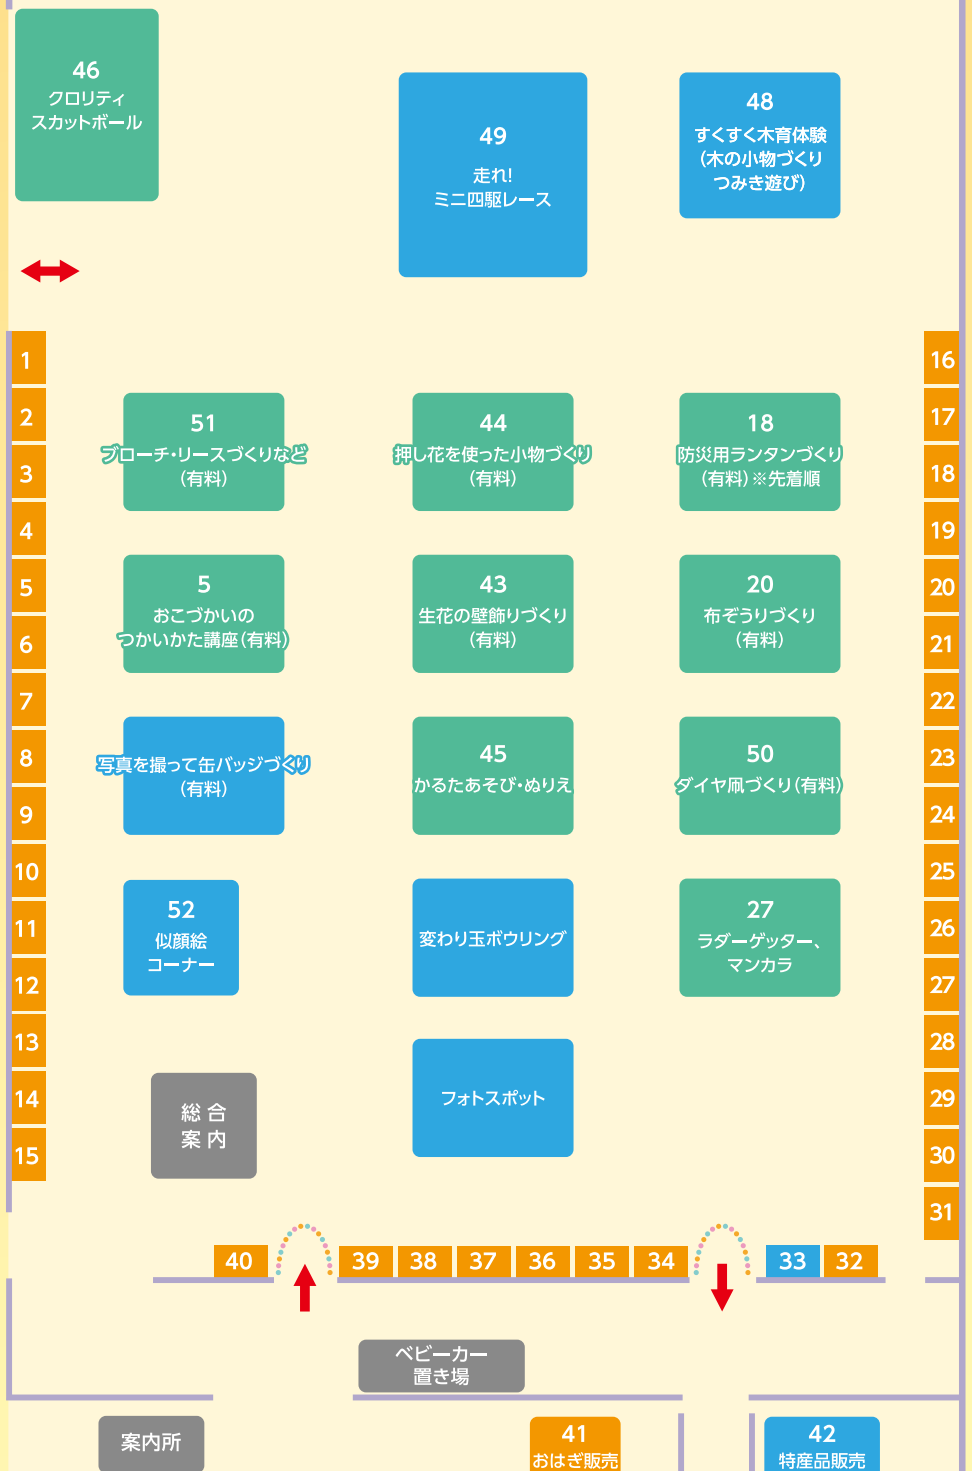 46
クロリティ
スカットボール
49
走れ!
ミニ四駆レース
48
すくすく木育体験
(木の小物づくり
つみき遊び)
1
2
3
4
5
6
7
8
9
10
11
12
13
14
15
51
ブローチ・リースづくりなど
(有料)
44
押し花を使った小物づくり
(有料)
18
防災用ランタンづくり
(有料)※先着順
5
おこづかいの
つかいかた講座(有料)
43
生花の壁飾りづくり
(有料)
20
布ぞうりづくり
(有料)
写真を撮って缶バッジづくり
(有料)
45
かるたあそび・ぬりえ
50
ダイヤ凧づくり(有料)
52
似顔絵
コーナー
変わり玉ボウリング
27
ラダーゲッター、
マンカラ
総合
案内
フォトスポット
16
17
18
19
20
21
22
23
24
25
26
27
28
29
30
31
40
39
38
37
36
35
34
33
32
ベビーカー
置き場
案内所
41
おはぎ販売
42
特産品販売